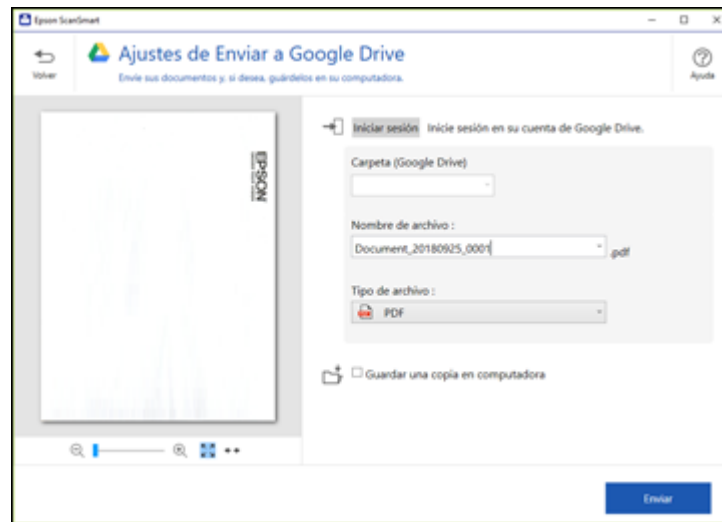 Epson ScanSmart
Volver
Ajustes de Enviar a Google Drive
Envíe sus documentos y, si desea, guárdelos en su computadora.
Ayuda
EPSON
Iniciar sesión Inicie sesión en su cuenta de Google Drive.
Carpeta (Google Drive)
Nombre de archivo :
Document_20180925_0001 .pdf
Tipo de archivo :
PDF
Guardar una copia en computadora
Enviar